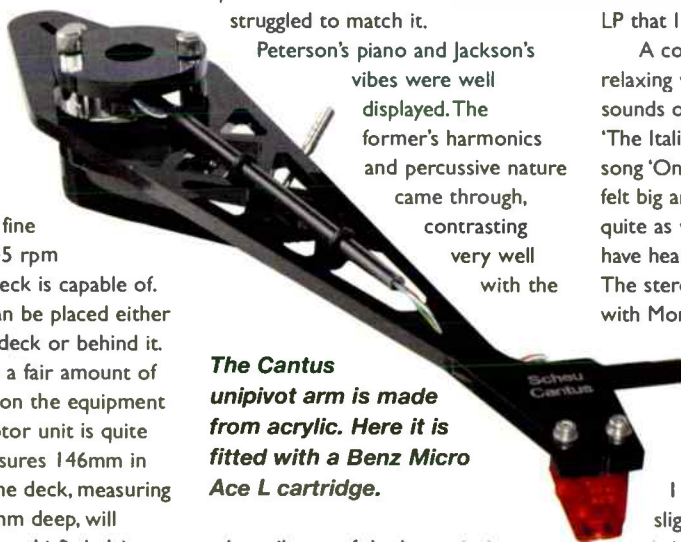 fine
5 rpm
eck is capable of.
an be placed either
deck or behind it.
a fair amount of
on the equipment
tor unit is quite
sures 146mm in
ne deck, measuring
nm deep, will
struggled to match it.
Peterson's piano and Jackson's
vibes were well
displayed. The
former's harmonics
and percussive nature
came through,
contrasting
very well
with the
The Cantus
unipivot arm is made
from acrylic. Here it is
fitted with a Benz Micro
Ace L cartridge.
Scheu
Cantus
LP that I
A co
relaxing
sounds o
'The Itali
song 'On
felt big ar
quite as
have hea
The stere
with Mor
I
slig